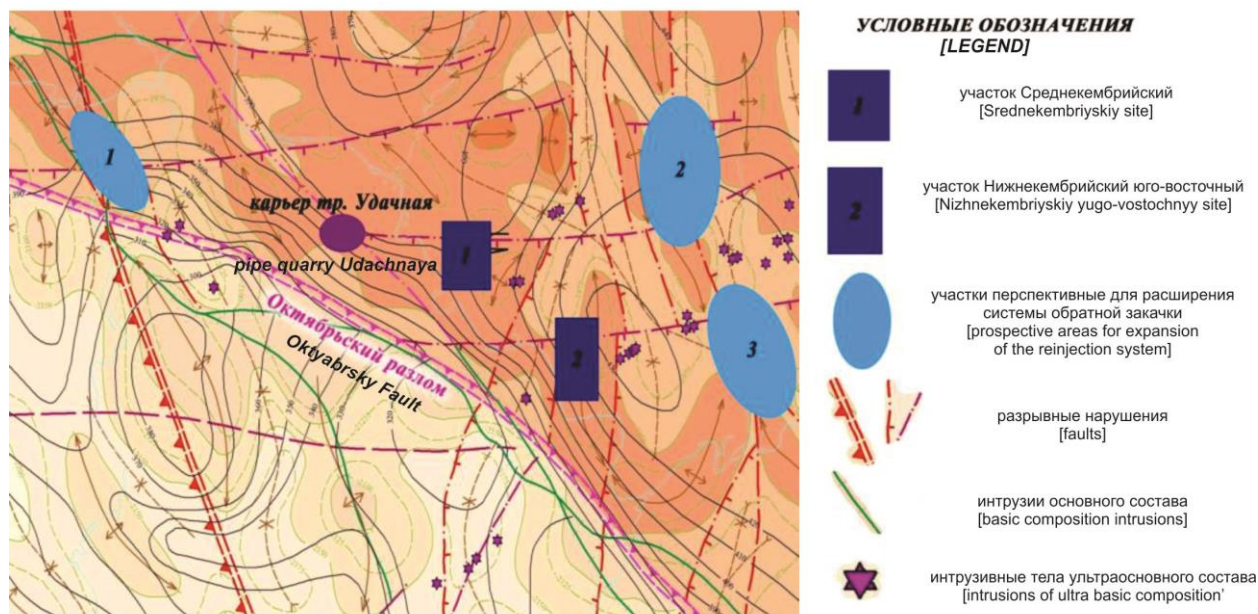 1
2
карьер тр. Удачная
1
pipe quarry Udachnaya
Октябрьский разлом
Oktyabrsky Fault
2
3
УСЛОВНЫЕ ОБОЗНАЧЕНИЯ
[LEGEND]
1
участок Среднекембрийский
[Srednekembriyskiy site]
2
участок Нижнекембрийский юго-восточный
[Nizhnekembriyskiy yugo-vostochnyy site]
участки перспективные для расширения
системы обратной закачки
[prospective areas for expansion
of the reinjection system]
разрывные нарушения
[faults]
интрузии основного состава
[basic composition intrusions]
интрузивные тела ультраосновного состава
[intrusions of ultra basic composition'